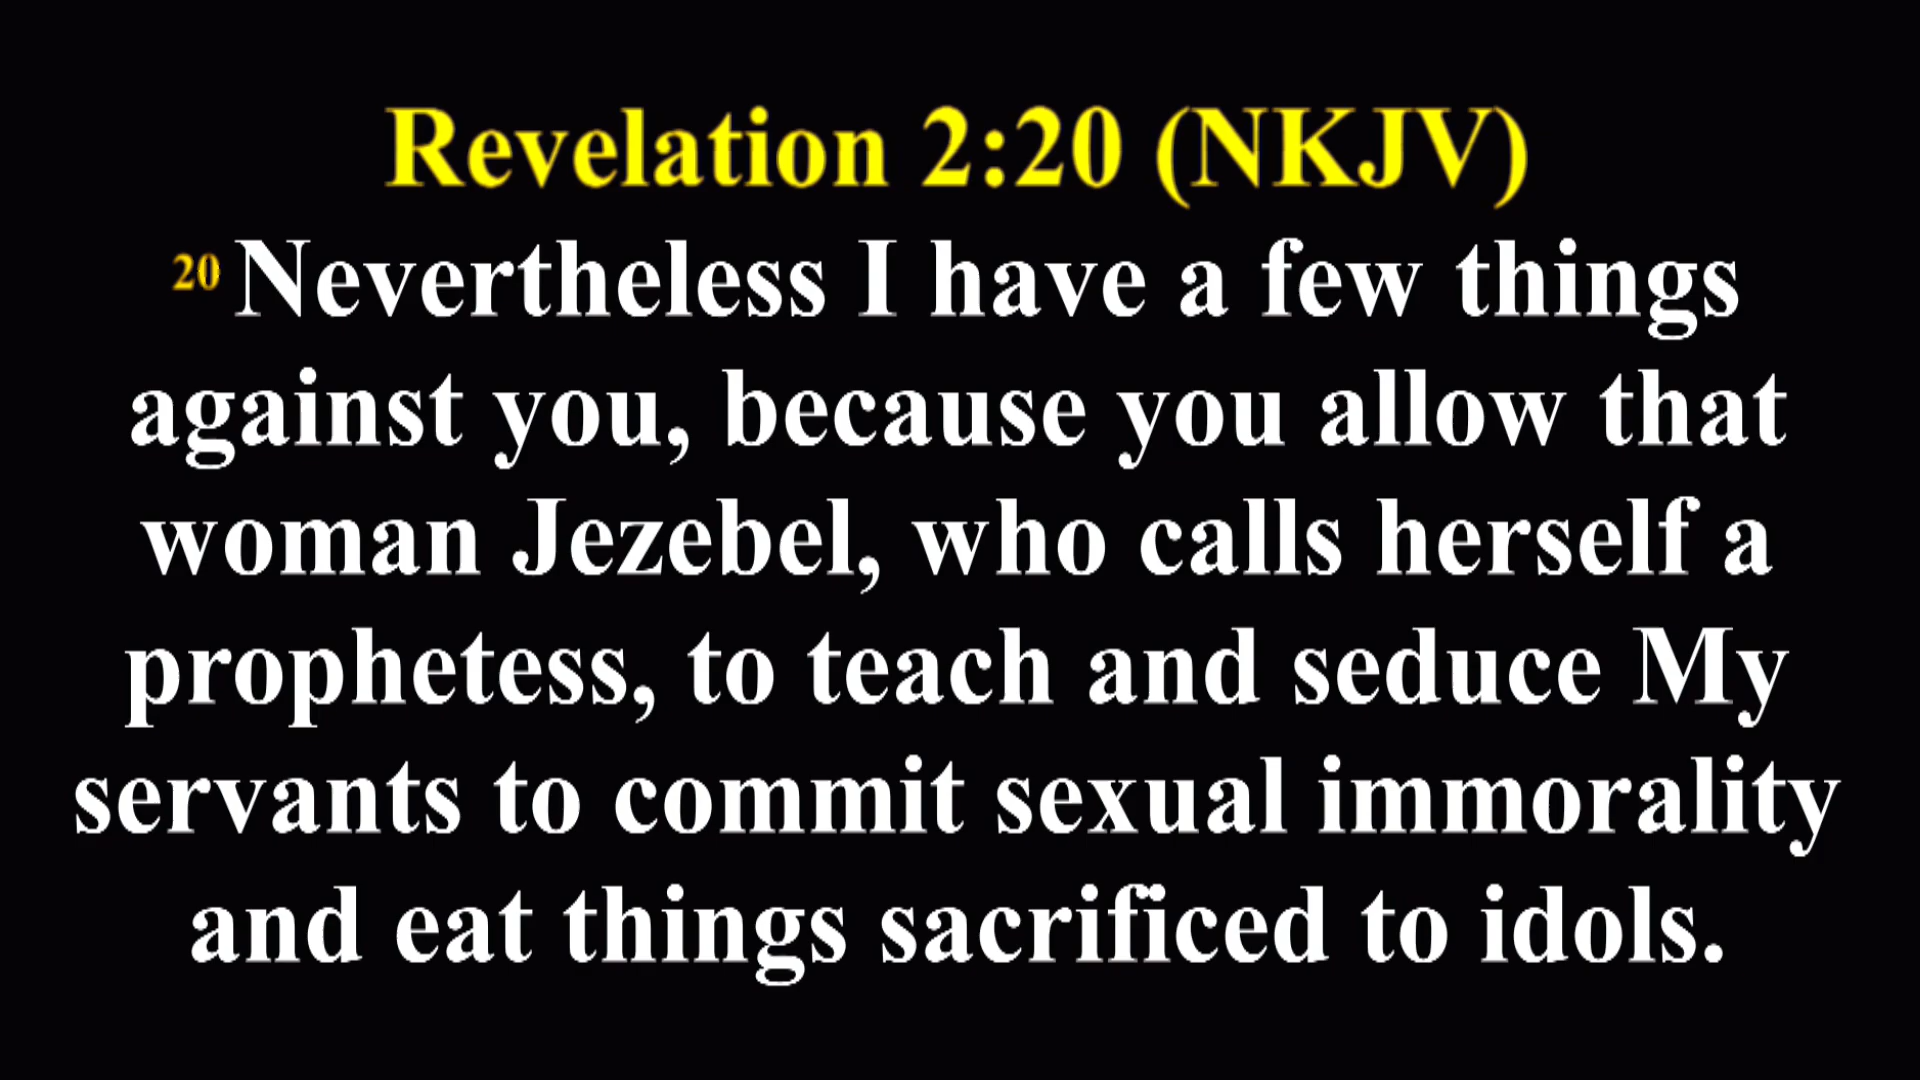 Revelation 2:20 (NKJV)
20 Nevertheless I have a few things
against you, because you allow that
woman Jezebel, who calls herself a
prophetess, to teach and seduce My
servants to commit sexual immorality
and eat things sacrificed to idols.